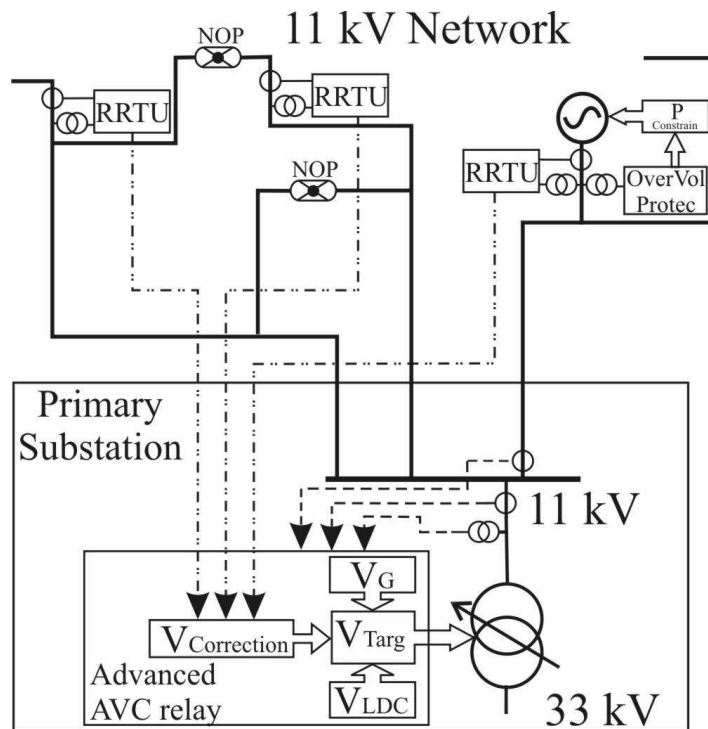 11 kV Network
NOP
RRTU
RRTU
P
Constrain
NOP
RRTU
OverVol
Protec
Primary
Substation
11 kV
VG
VCorrection
VTarg
Advanced
AVC relay
VLDC
33 kV